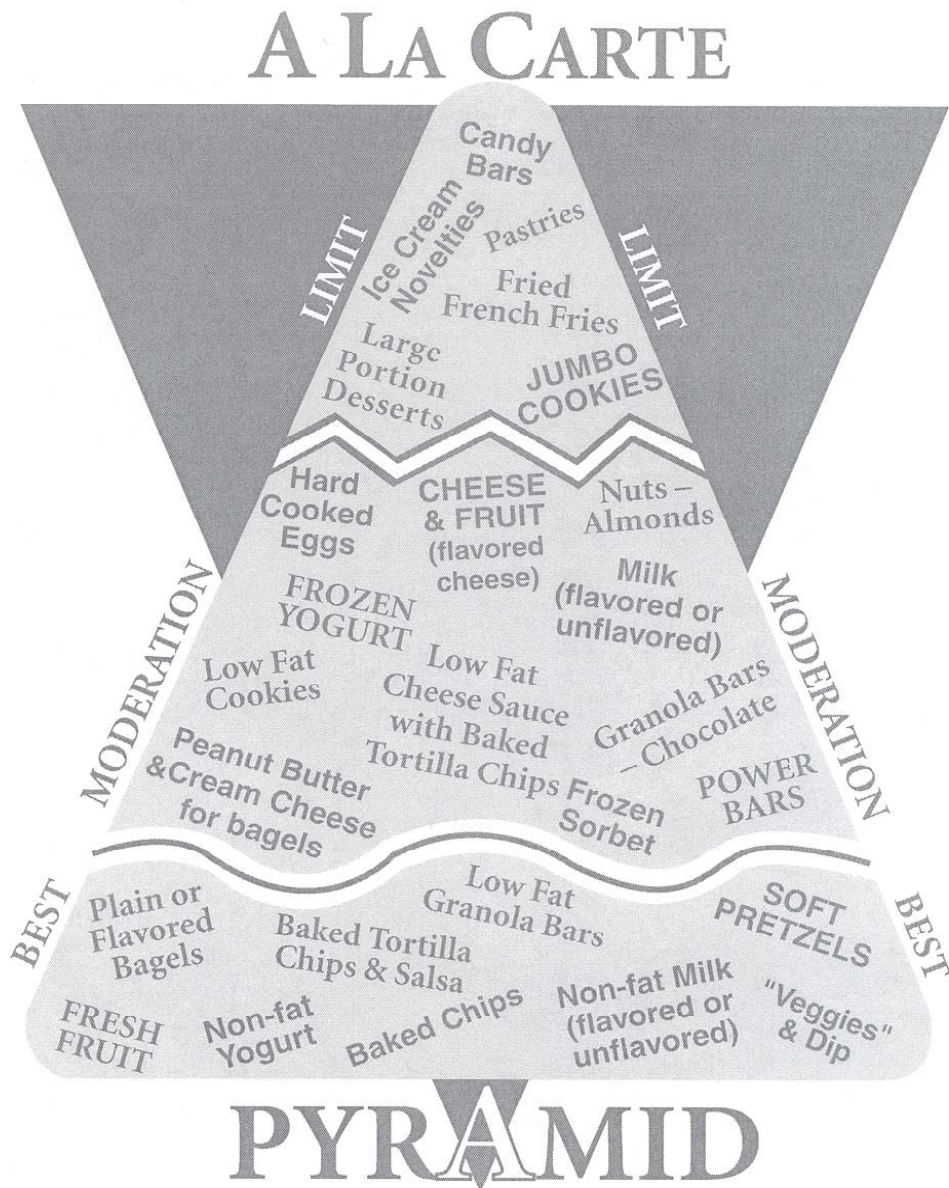 A LA CARTE
Candy
Bars
Ice Cream
Novelties
Pastries
LIMIT
LIMIT
Fried
French Fries
Large
Portion
Desserts
JUMBO
COOKIES
Hard
Cooked
Eggs
CHEESE
& FRUIT
(flavored
cheese)
Nuts –
Almonds
Milk
(flavored or
unflavored)
FROZEN
YOGURT
MODERATION
MODERATION
Low Fat
Cookies
Low Fat
Cheese Sauce
with Baked
Tortilla Chips
Granola Bars
– Chocolate
Peanut Butter
&Cream Cheese
for bagels
Frozen
Sorbet
POWER
BARS
BEST
BEST
Plain or
Flavored
Bagels
Baked Tortilla
Chips & Salsa
Low Fat
Granola Bars
SOFT
PRETZELS
FRESH
FRUIT
Non-fat
Yogurt
Baked Chips
Non-fat Milk
(flavored or
unflavored)
"Veggies"
& Dip
PYRAMID